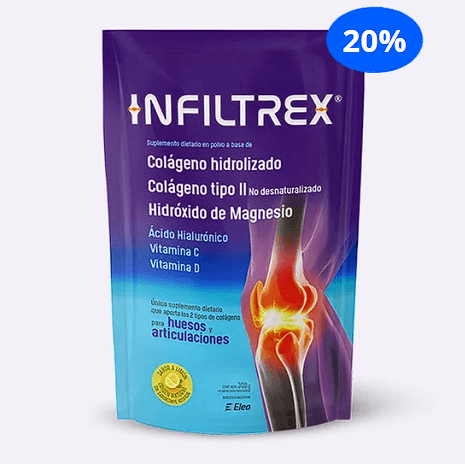 20%
INFILTREX®
Suplemento dietario en polvo a base de
Colágeno hidrolizado
Colágeno tipo II No desnaturalizado
Hidróxido de Magnesio
Ácido Hialurónico
Vitamina C
Vitamina D
Único suplemento dietario
que aporta los 2 tipos de colágeno
para huesos y
articulaciones
SABOR A LIMÓN
CONT. NETO: 300 g
Elea